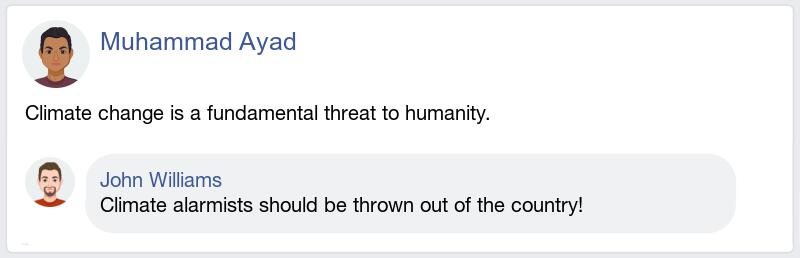 Muhammad Ayad
Climate change is a fundamental threat to humanity.
John Williams
Climate alarmists should be thrown out of the country!